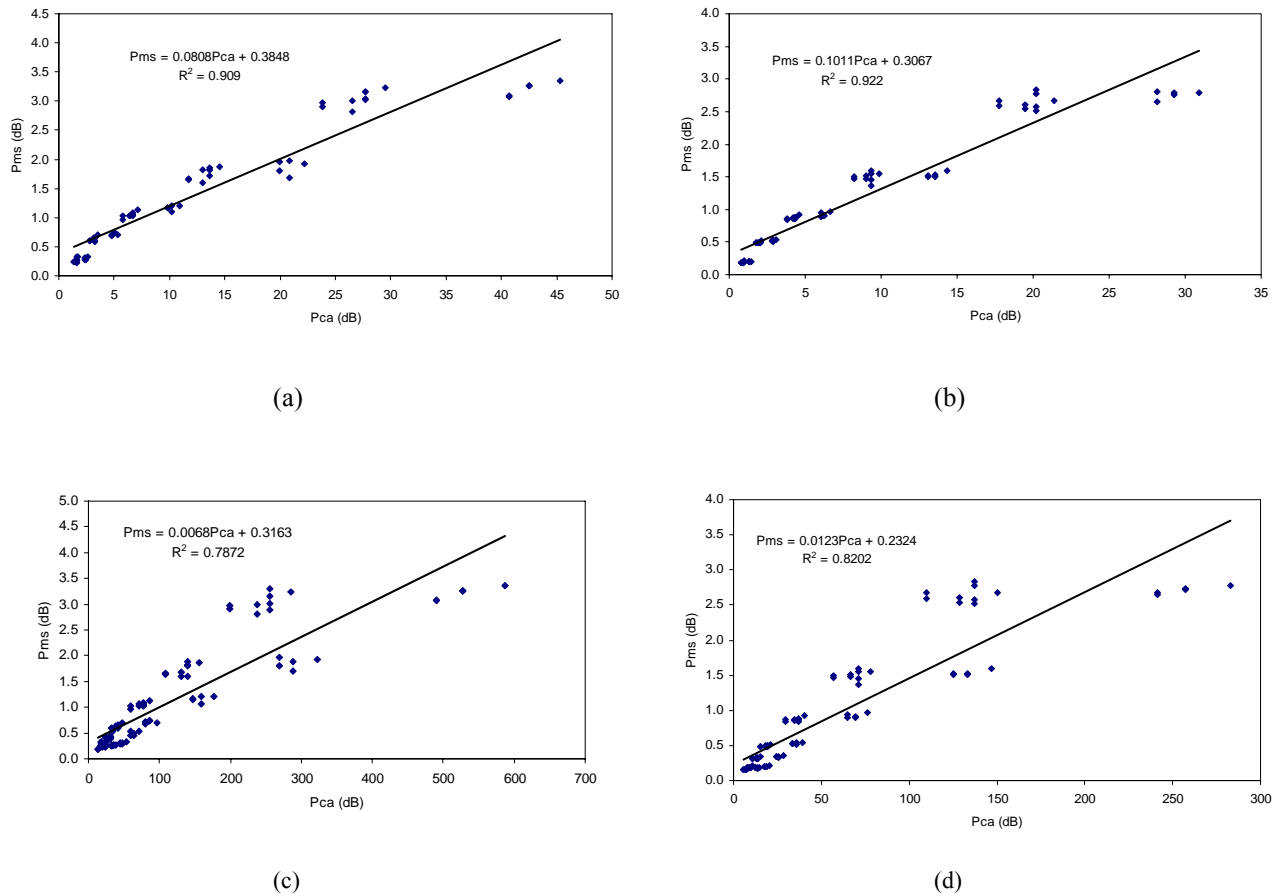 4.5
4.0
3.5
3.0
2.5
2.0
1.5
1.0
0.5
0.0
Pms (dB)
Pms = 0.0808Pca + 0.3848
R² = 0.909
0 5 10 15 20 25 30 35 40 45 50
Pca (dB)
(a)
4.0
3.5
3.0
2.5
2.0
1.5
1.0
0.5
0.0
Pms (dB)
Pms = 0.1011Pca + 0.3067
R² = 0.922
0 5 10 15 20 25 30 35
Pca (dB)
(b)
5.0
4.5
4.0
3.5
3.0
2.5
2.0
1.5
1.0
0.5
0.0
Pms (dB)
Pms = 0.0068Pca + 0.3163
R² = 0.7872
0 100 200 300 400 500 600 700
Pca (dB)
(c)
4.0
3.5
3.0
2.5
2.0
1.5
1.0
0.5
0.0
Pms (dB)
Pms = 0.0123Pca + 0.2324
R² = 0.8202
0 50 100 150 200 250 300
Pca (dB)
(d)